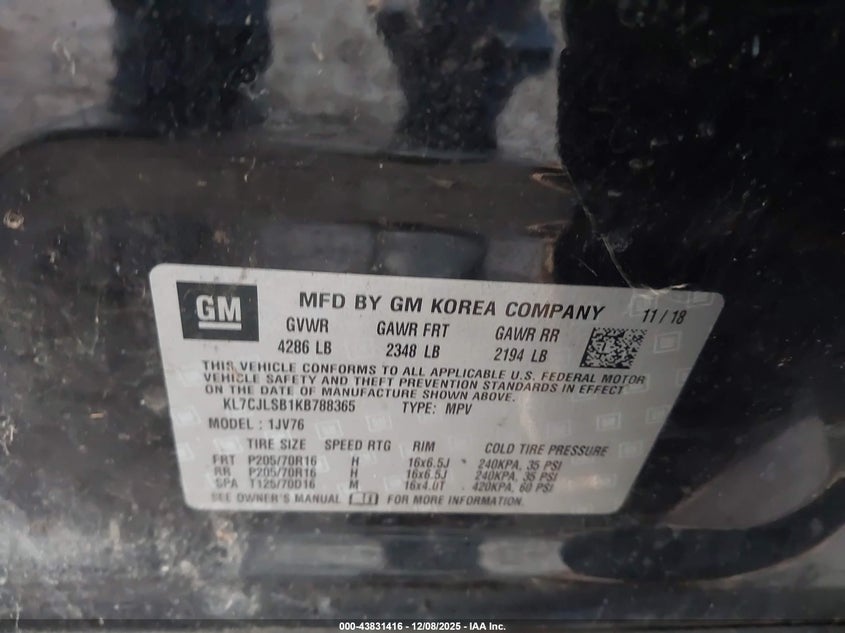 GM
MFD BY GM KOREA COMPANY 11 / 18
GVWR GAWR FRT GAWR RR
4286 LB 2348 LB 2194 LB
THIS VEHICLE CONFORMS TO ALL APPLICABLE U.S. FEDERAL MOTOR
VEHICLE SAFETY AND THEFT PREVENTION STANDARDS IN EFFECT
ON THE DATE OF MANUFACTURE SHOWN ABOVE.
KL7CJLSB1KB788365 TYPE: MPV
MODEL : 1JV76
TIRE SIZE SPEED RTG RIM COLD TIRE PRESSURE
FRT P205/70R16 H 16x6.5J 240KPA, 35 PSI
RR P205/70R16 H 16x6.5J 240KPA, 35 PSI
SPA T125/70D16 M 16x4.0T 420KPA, 60 PSI
SEE OWNER'S MANUAL FOR MORE INFORMATION.
000-43831416 - 12/08/2025 - IAA Inc.